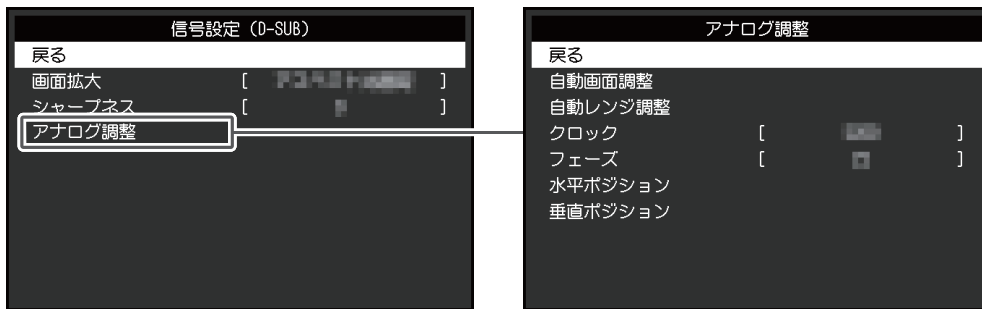 信号設定 (D-SUB)
戻る
画面拡大 [ ]
シャープネス [ ]
アナログ調整
アナログ調整
戻る
自動画面調整
自動レンジ調整
クロック [ ]
フェーズ [ ]
水平ポジション
垂直ポジション